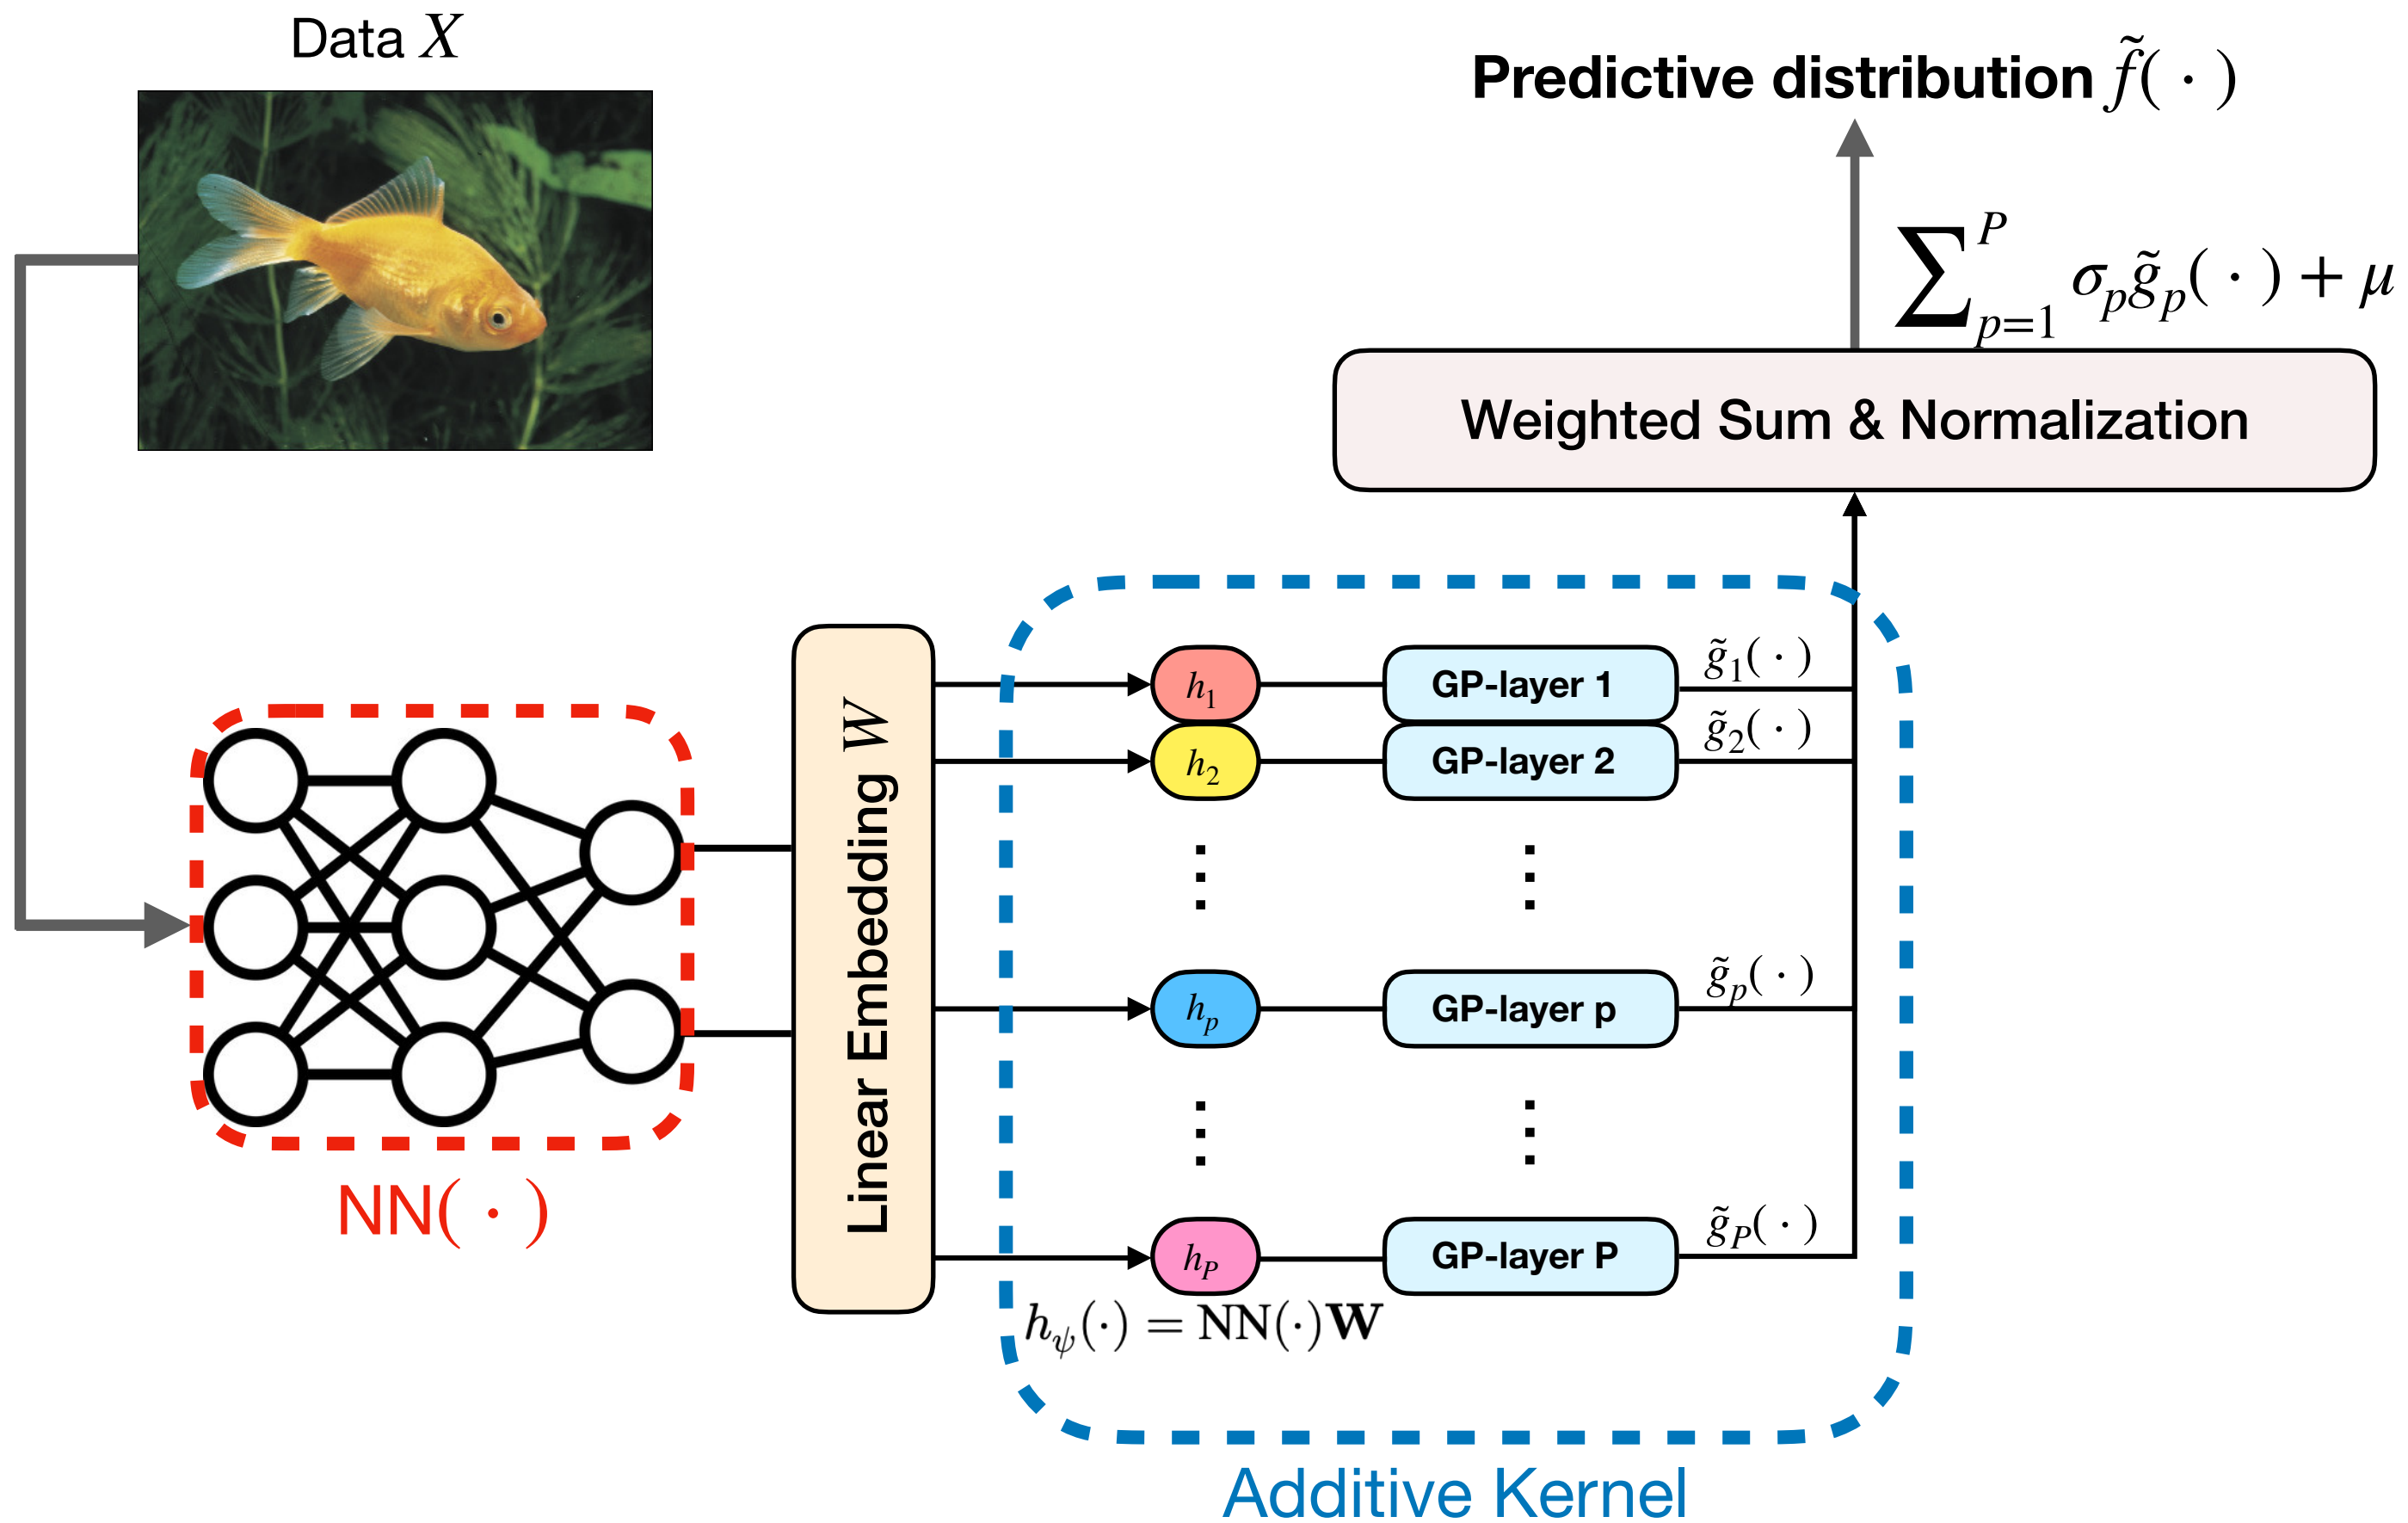 Data X
Predictive distribution f̃( · )
∑_{p=1}^{P} σ_p g̃_p( · ) + μ
Weighted Sum & Normalization
NN( · )
Linear Embedding W
h_1
GP-layer 1
g̃_1( · )
h_2
GP-layer 2
g̃_2( · )
⋮
⋮
h_p
GP-layer p
g̃_p( · )
⋮
⋮
h_P
GP-layer P
g̃_P( · )
h_ψ(·) = NN(·)W
Additive Kernel